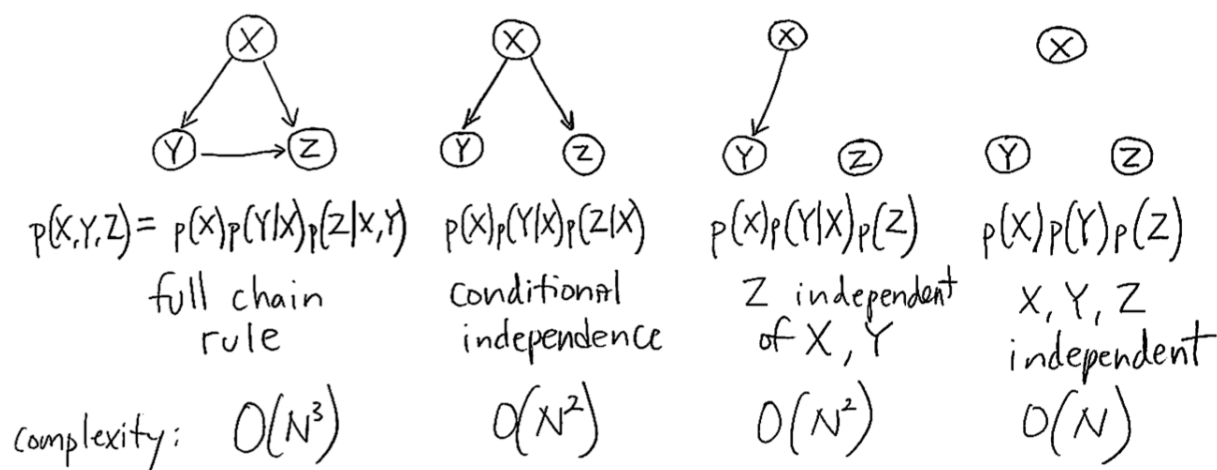 X X X X
Y Z Y Z Y Z Y Z
p(X,Y,Z) = p(X)p(Y|X)p(Z|X,Y) p(X)p(Y|X)p(Z|X) p(X)p(Y|X)p(Z) p(X)p(Y)p(Z)
full chain conditional Z independent X, Y, Z
rule independence of X, Y independent
complexity: O(N³) O(N²) O(N²) O(N)